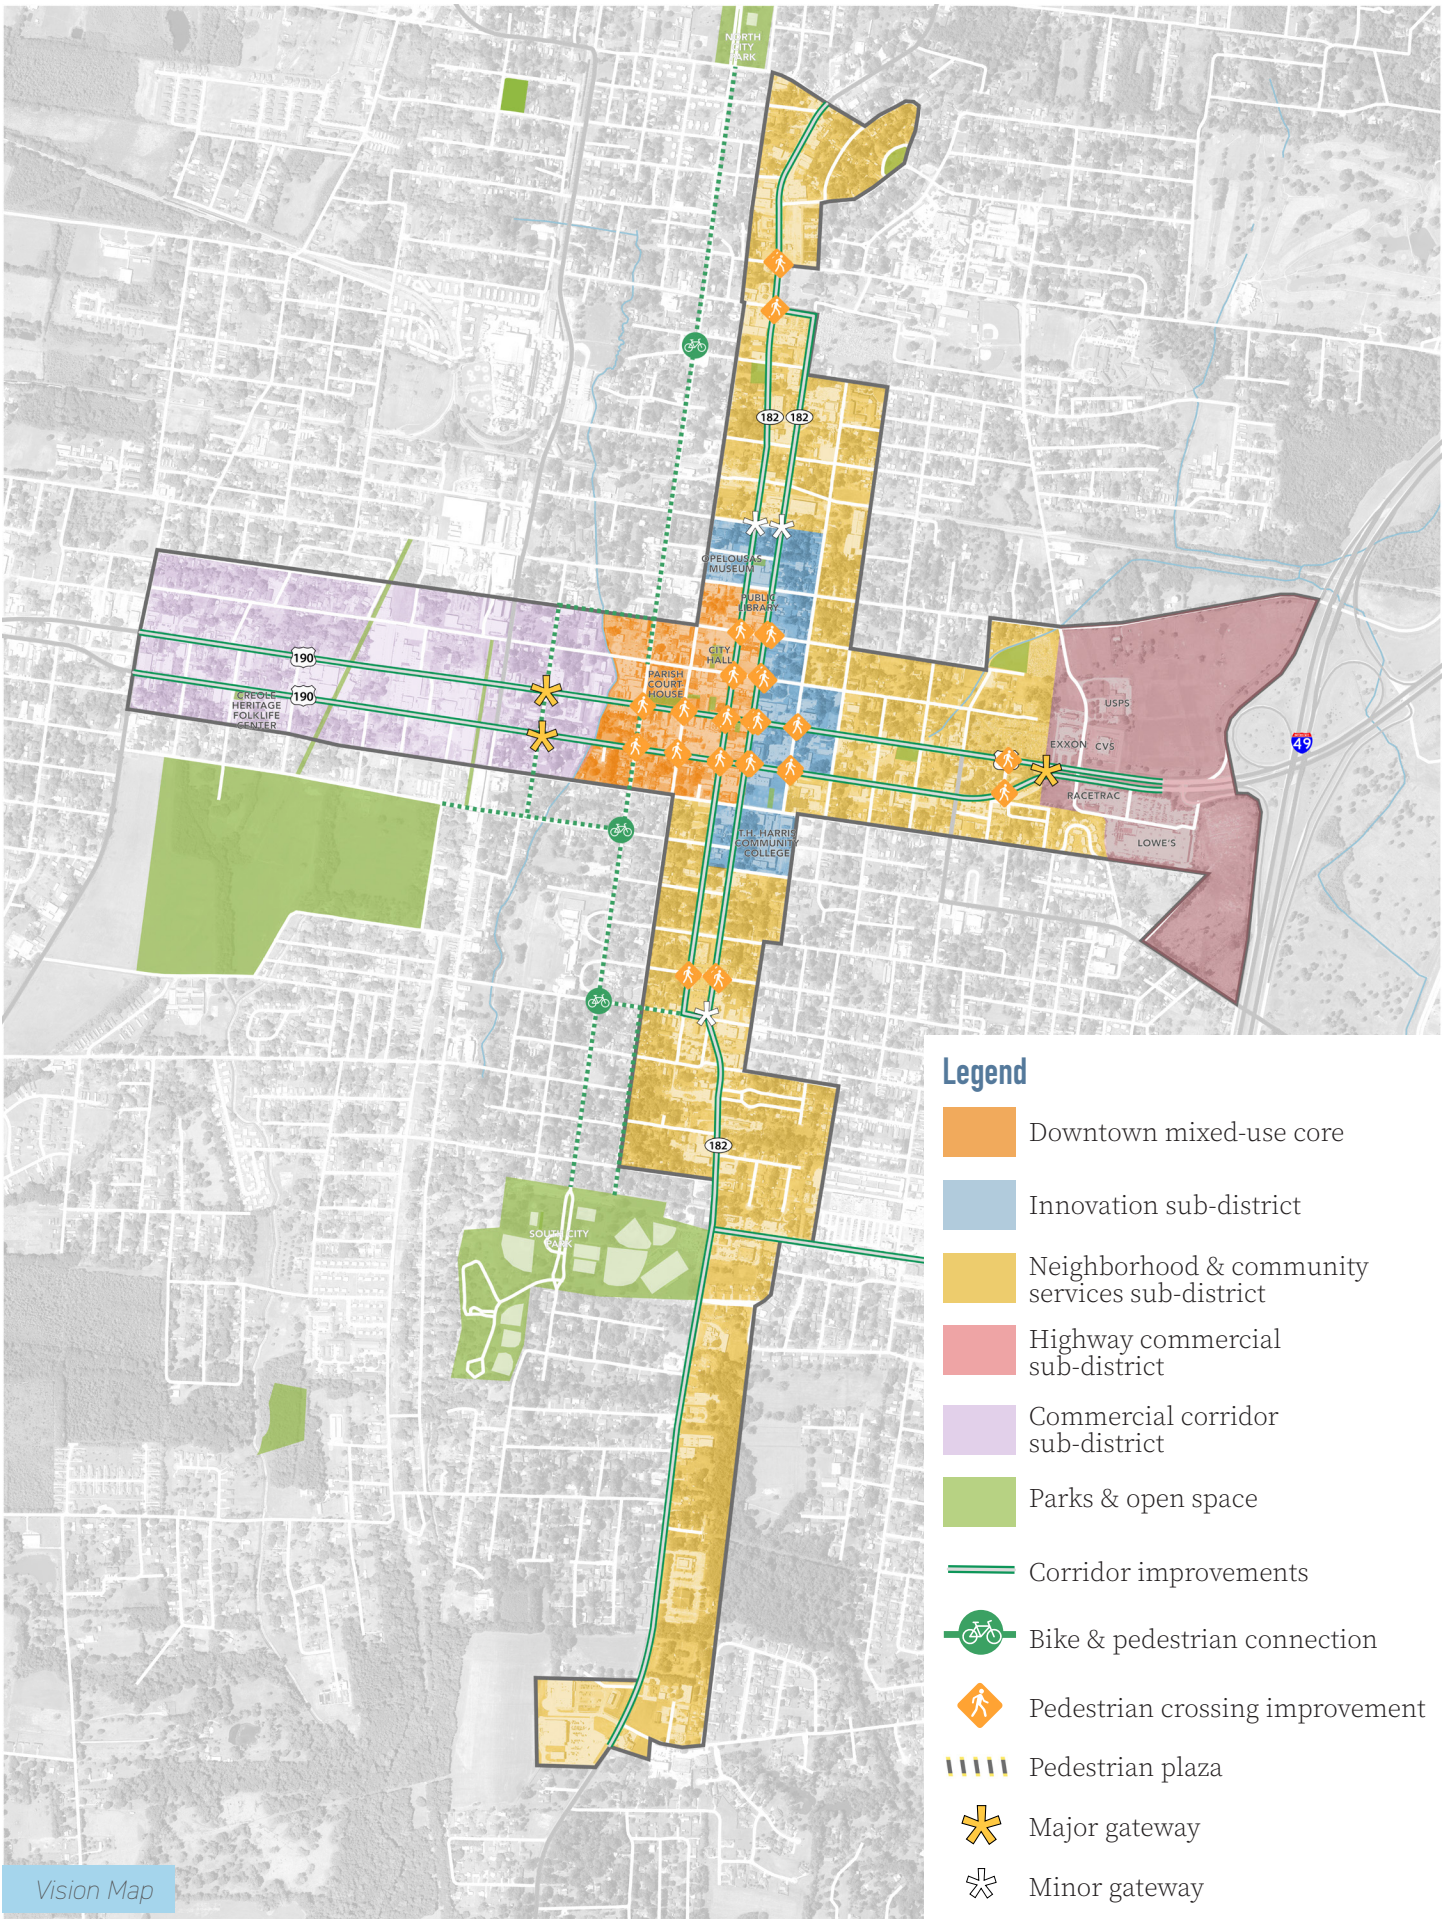 NORTH
CITY
PARK
182
182
OPELOUSAS
MUSEUM
PUBLIC
LIBRARY
CITY
HALL
PARISH
COURT
HOUSE
190
190
CREOLE
HERITAGE
FOLKLIFE
CENTER
USPS
EXXON
CVS
INTERSTATE
49
RACETRAC
LOWE'S
T.H. HARRIS
COMMUNITY
COLLEGE
182
SOUTH CITY
PARK
Legend
Downtown mixed-use core
Innovation sub-district
Neighborhood & community
services sub-district
Highway commercial
sub-district
Commercial corridor
sub-district
Parks & open space
Corridor improvements
Bike & pedestrian connection
Pedestrian crossing improvement
Pedestrian plaza
Major gateway
Minor gateway
Vision Map